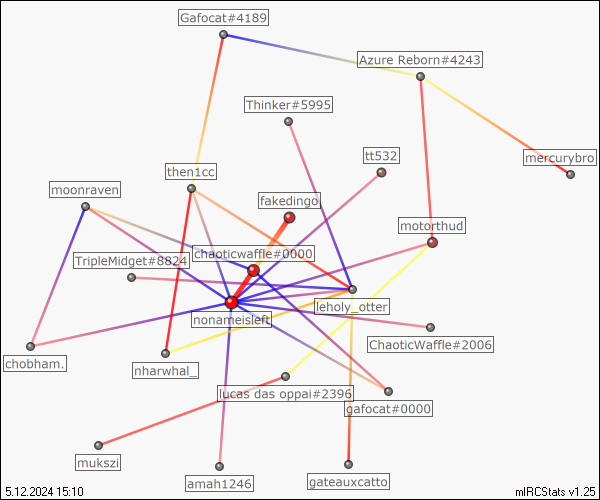 Gafocat#4189
Azure Reborn#4243
Thinker#5995
tt532
mercurybro
then1cc
moonraven
fakedingo.
motorthud
chaoticwaffle#0000
TripleMidget#8824
nonameisleft
leholy_otter
ChaoticWaffle#2006
chobham.
nharwhal_
lucas das oppai#2396
gafocat#0000
mukszi
amah1246
gateauxcatto
5.12.2024 15:10
mIRCStats v1.25